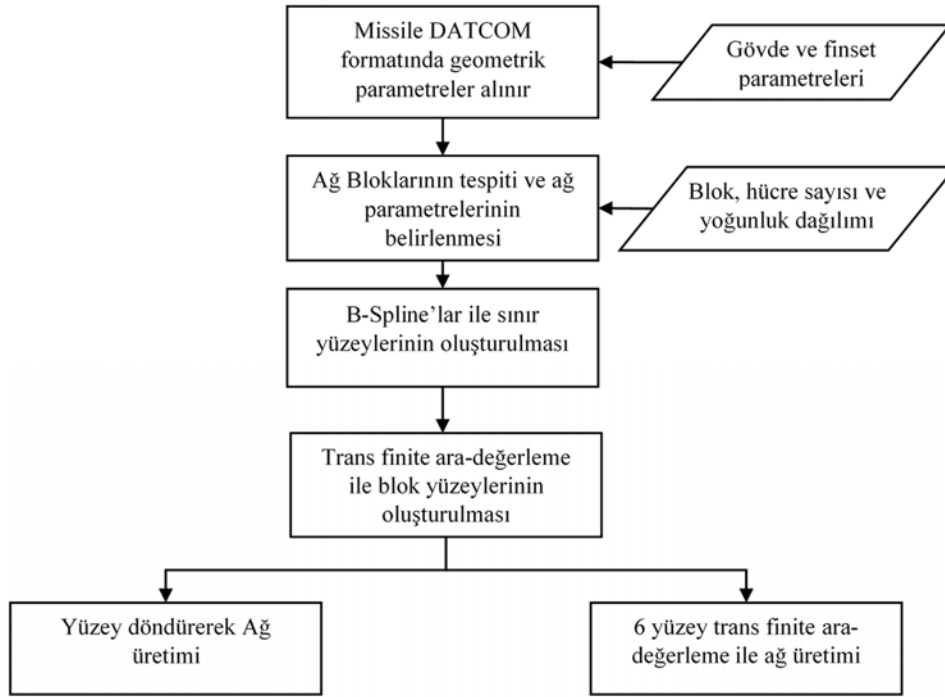 Missile DATCOM
formatında geometrik
parametreler alınır
Gövde ve finset
parametreleri
Ağ Bloklarının tespiti ve ağ
parametrelerinin
belirlenmesi
Blok, hücre sayısı ve
yoğunluk dağılımı
B-Spline’lar ile sınır
yüzeylerinin oluşturulması
Trans finite ara-değerleme
ile blok yüzeylerinin
oluşturulması
Yüzey döndürerek Ağ
üretimi
6 yüzey trans finite ara-
değerleme ile ağ üretimi